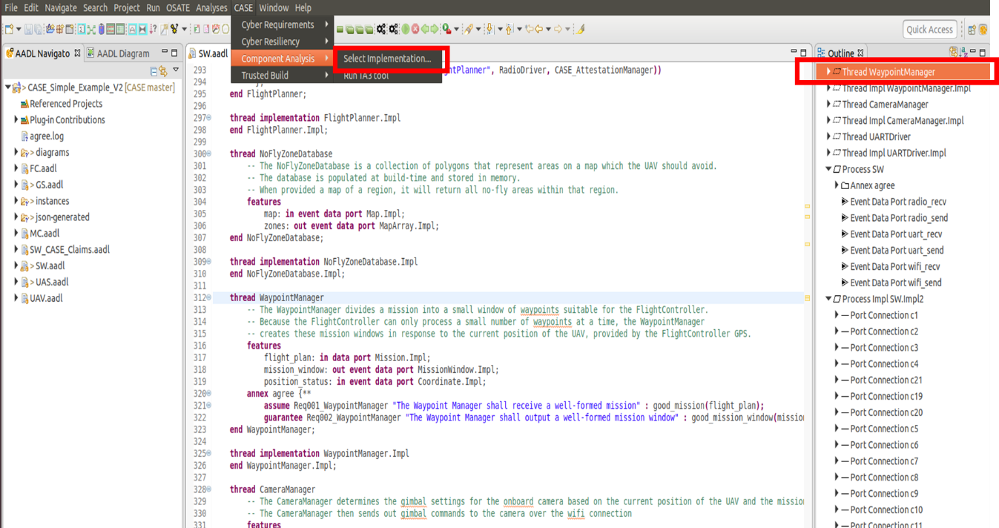 File Edit Navigate Search Project Run OSATE Analyses CASE Window Help
Cyber Requirements
Cyber Resiliency
Component Analysis
Trusted Build
Select Implementation...
Run TA3 tool
Quick Access
AADL Navigato
AADL Diagram
> CASE_Simple_Example_V2 [CASE master]
Referenced Projects
Plug-in Contributions
agree.log
> diagrams
FC.aadl
> GS.aadl
> instances
> json-generated
MC.aadl
SW_CASE_Claims.aadl
> SW.aadl
> UAS.aadl
UAV.aadl
SW.aadl
293 ghtPlanner", RadioDriver, CASE_AttestationManager))
294 };
295 end FlightPlanner;
296
297 thread implementation FlightPlanner.Impl
298 end FlightPlanner.Impl;
299
300 thread NoFlyZoneDatabase
301 -- The NoFlyZoneDatabase is a collection of polygons that represent areas on a map which the UAV should avoid.
302 -- The database is populated at build-time and stored in memory.
303 -- When provided a map of a region, it will return all no-fly areas within that region.
304 features
305 map: in event data port Map.Impl;
306 zones: out event data port MapArray.Impl;
307 end NoFlyZoneDatabase;
308
309 thread implementation NoFlyZoneDatabase.Impl
310 end NoFlyZoneDatabase.Impl;
311
312 thread WaypointManager
313 -- The WaypointManager divides a mission into a small window of waypoints suitable for the FlightController.
314 -- Because the FlightController can only process a small number of waypoints at a time, the WaypointManager
315 -- creates these mission windows in response to the current position of the UAV, provided by the FlightController GPS.
316 features
317 flight_plan: in data port Mission.Impl;
318 mission_window: out event data port MissionWindow.Impl;
319 position_status: in event data port Coordinate.Impl;
320 annex agree {**
321 assume Req001_WaypointManager "The Waypoint Manager shall receive a well-formed mission" : good_mission(flight_plan);
322 guarantee Req002_WaypointManager "The Waypoint Manager shall output a well-formed mission window" : good_mission_window(mission
323 end WaypointManager;
324
325 thread implementation WaypointManager.Impl
326 end WaypointManager.Impl;
327
328 thread CameraManager
329 -- The CameraManager determines the gimbal settings for the onboard camera based on the current position of the UAV and the mission
330 -- The CameraManager then sends out gimbal commands to the camera over the wifi connection
331 features
Outline
Thread WaypointManager
Thread Impl WaypointManager.Impl
Thread CameraManager
Thread Impl CameraManager.Impl
Thread UARTDriver
Thread Impl UARTDriver.Impl
Process SW
Annex agree
Event Data Port radio_recv
Event Data Port radio_send
Event Data Port uart_recv
Event Data Port uart_send
Event Data Port wifi_recv
Event Data Port wifi_send
Process Impl SW.Impl2
Port Connection c1
Port Connection c2
Port Connection c3
Port Connection c4
Port Connection c21
Port Connection c19
Port Connection c20
Port Connection c5
Port Connection c6
Port Connection c7
Port Connection c8
Port Connection c9
Port Connection c10
Port Connection c11